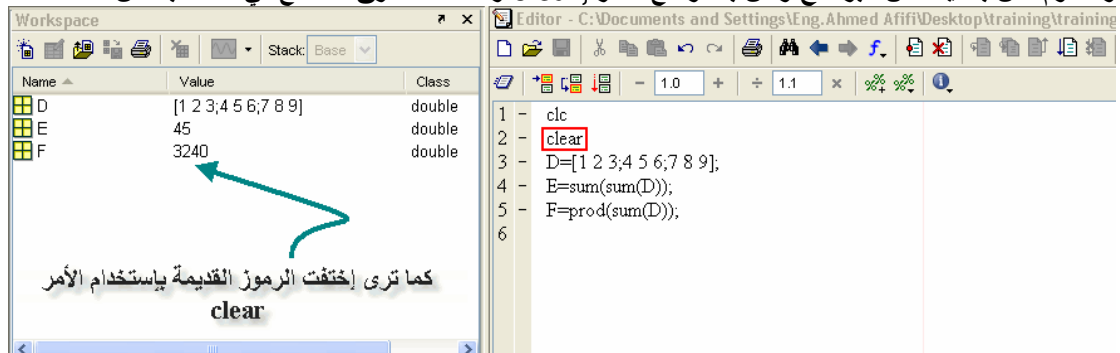 Workspace
Editor - C:\Documents and Settings\Eng.Ahmed Afifi\Desktop\training\training
Stack: Base
Name Value Class
D [1 2 3;4 5 6;7 8 9] double
E 45 double
F 3240 double
كما ترى إختفت الرموز القديمة بإستخدام الأمر
clear
- 1.0 + ÷ 1.1 ×
1 - clc
2 - clear
3 - D=[1 2 3;4 5 6;7 8 9];
4 - E=sum(sum(D));
5 - F=prod(sum(D));
6